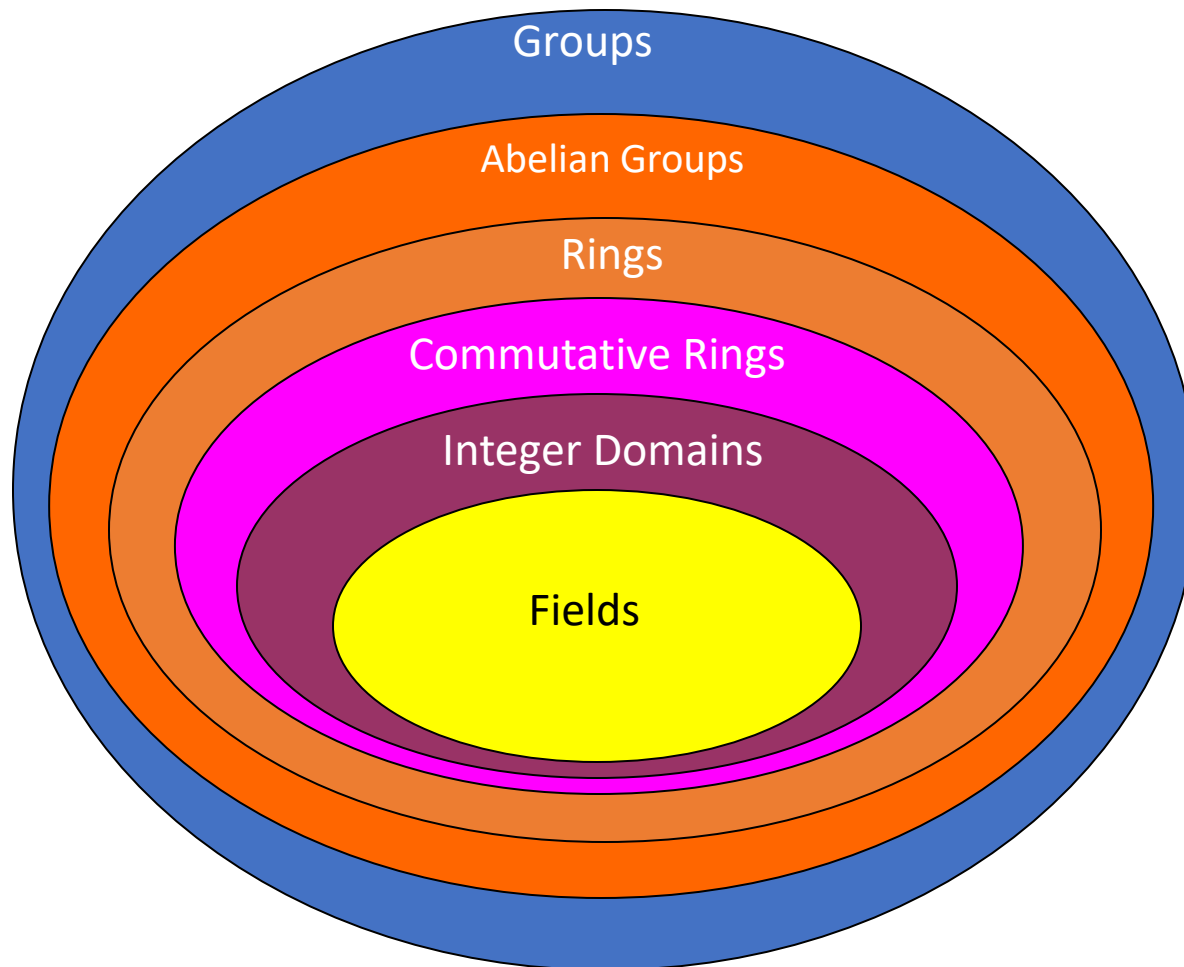 Groups
Abelian Groups
Rings
Commutative Rings
Integer Domains
Fields